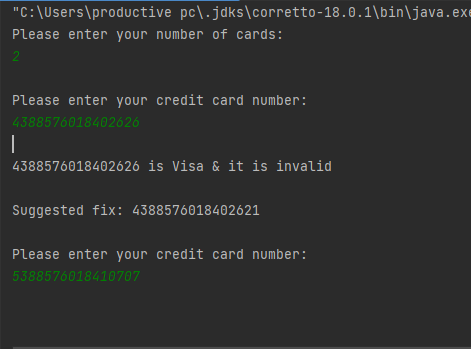 "C:\Users\productive pc\.jdks\corretto-18.0.1\bin\java.exe
Please enter your number of cards:
2
Please enter your credit card number:
4388576018402626
4388576018402626 is Visa & it is invalid
Suggested fix: 4388576018402621
Please enter your credit card number:
5388576018410707